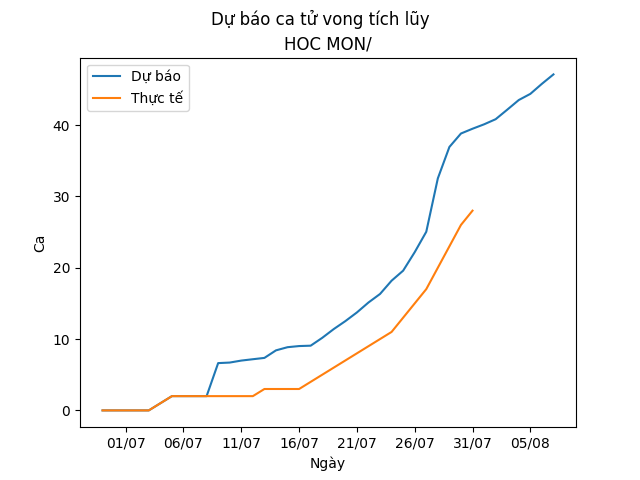 Dự báo ca tử vong tích lũy
HOC MON/
Dự báo
Thực tế
Ca
40
30
20
10
0
01/07 06/07 11/07 16/07 21/07 26/07 31/07 05/08
Ngày